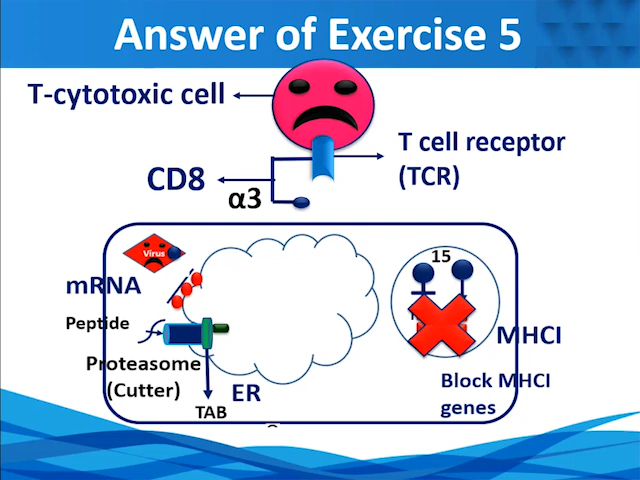 Answer of Exercise 5
T-cytotoxic cell
T cell receptor
(TCR)
CD8
α3
Virus
15
mRNA
Peptide
MHCI
Proteasome
(Cutter)
ER
Block MHCI
genes
TAB